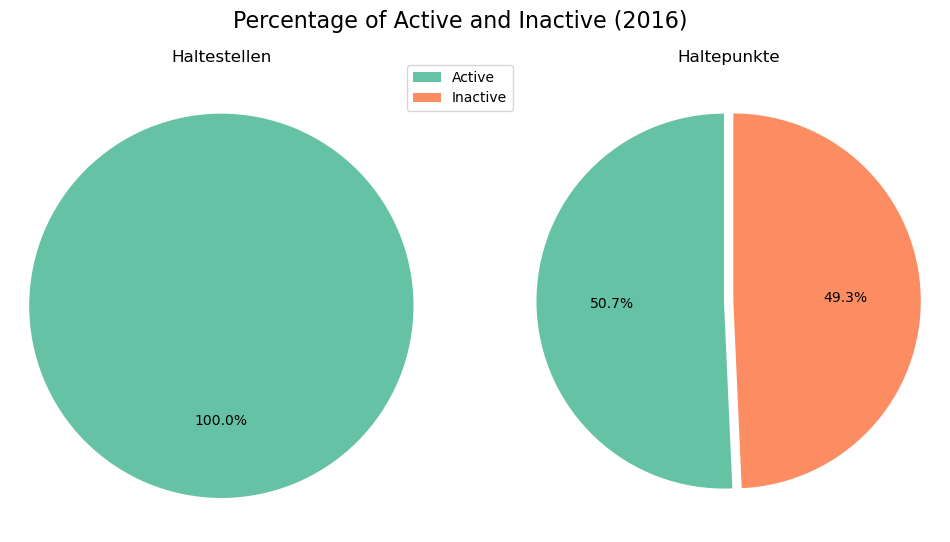 Percentage of Active and Inactive (2016)
Haltestellen
Haltepunkte
Active
Inactive
100.0%
50.7%
49.3%